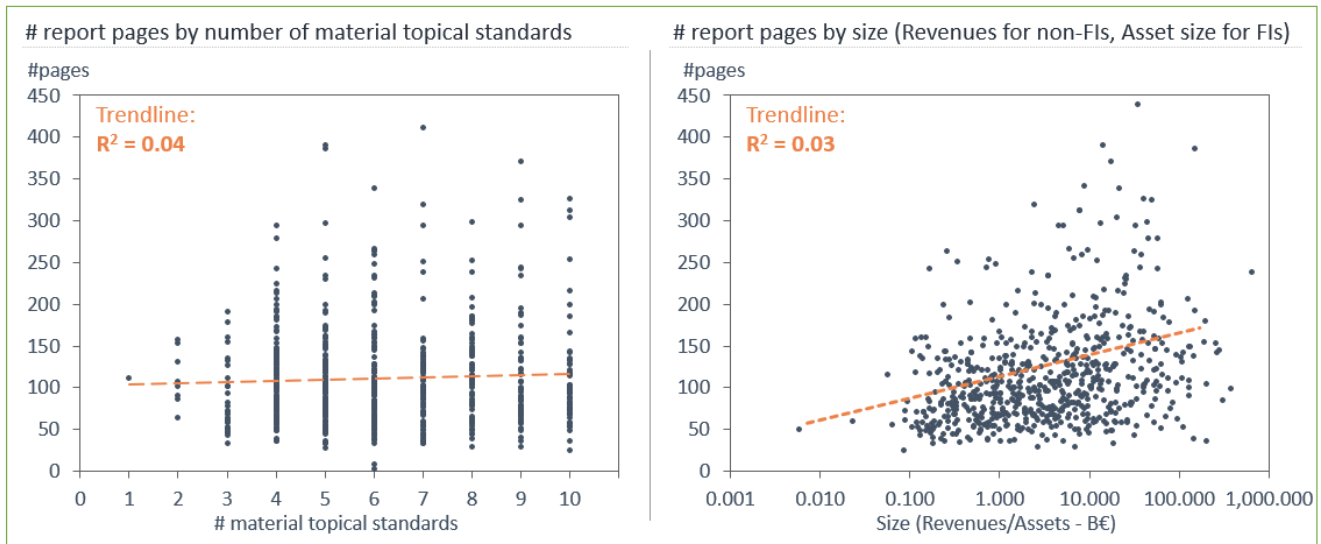 # report pages by number of material topical standards
#pages
450
400
350
300
250
200
150
100
50
0
Trendline:
R² = 0.04
0 1 2 3 4 5 6 7 8 9 10
# material topical standards
# report pages by size (Revenues for non-FIs, Asset size for FIs)
#pages
450
400
350
300
250
200
150
100
50
0
Trendline:
R² = 0.03
0.001 0.010 0.100 1.000 10.000 100.000 1,000.000
Size (Revenues/Assets - B€)